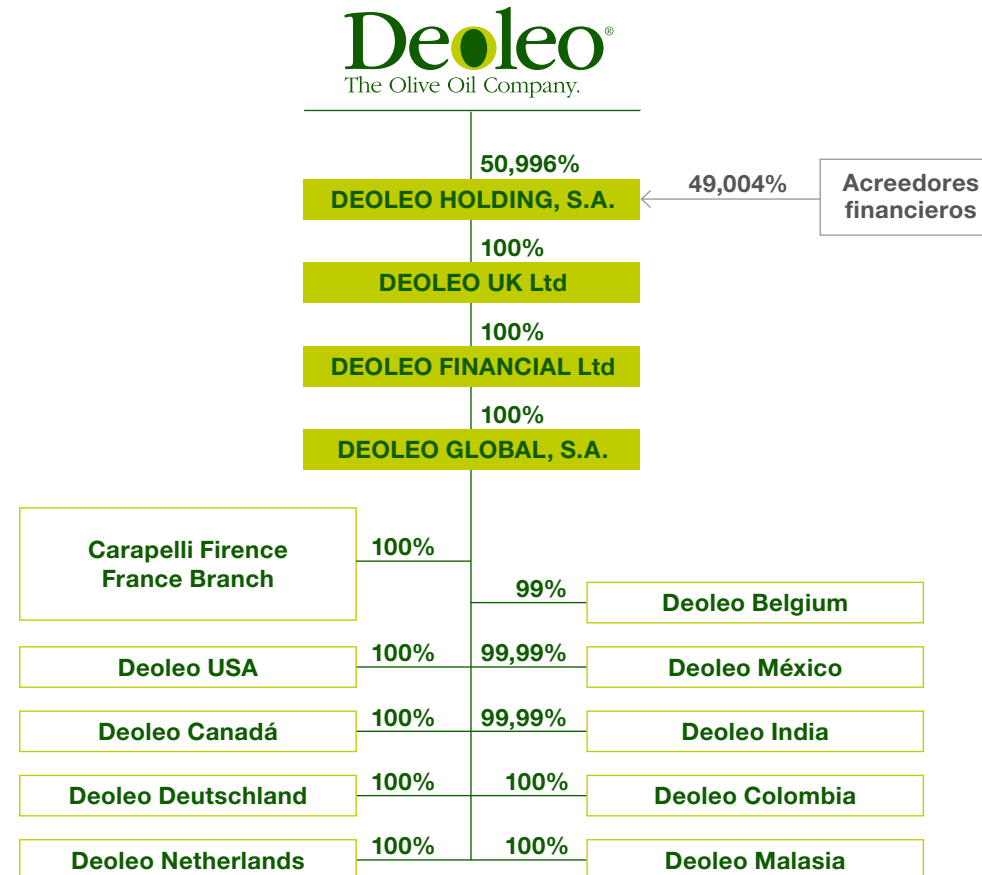 Deoleo®
The Olive Oil Company.
50,996%
DEOLEO HOLDING, S.A.
49,004%
Acreedores
financieros
100%
DEOLEO UK Ltd
100%
DEOLEO FINANCIAL Ltd
100%
DEOLEO GLOBAL, S.A.
Carapelli Firence
France Branch
100%
99%
Deoleo Belgium
Deoleo USA
100%
99,99%
Deoleo México
Deoleo Canadá
100%
99,99%
Deoleo India
Deoleo Deutschland
100%
100%
Deoleo Colombia
Deoleo Netherlands
100%
100%
Deoleo Malasia